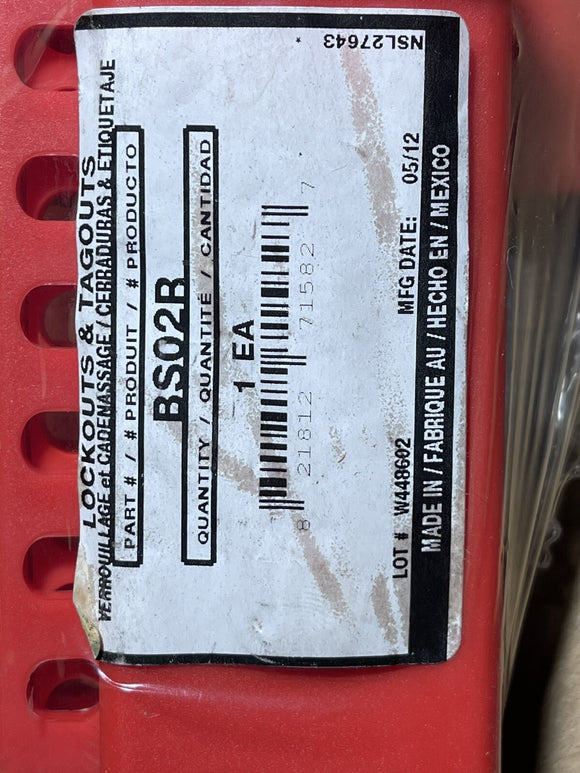 LOCKOUTS & TAGOUTS
VERROUILLAGE et CADEMASSAGE / CERRADURAS & ETIQUETAJE
PART # / # PRODUIT / # PRODUCTO
BS02R
QUANTITY / QUANTITÉ / CANTIDAD
1 EA
8 21812 71582 7
LOT # W448602 MFG DATE: 05/12
MADE IN / FABRIQUE AU / HECHO EN / MEXICO
* NSL27643